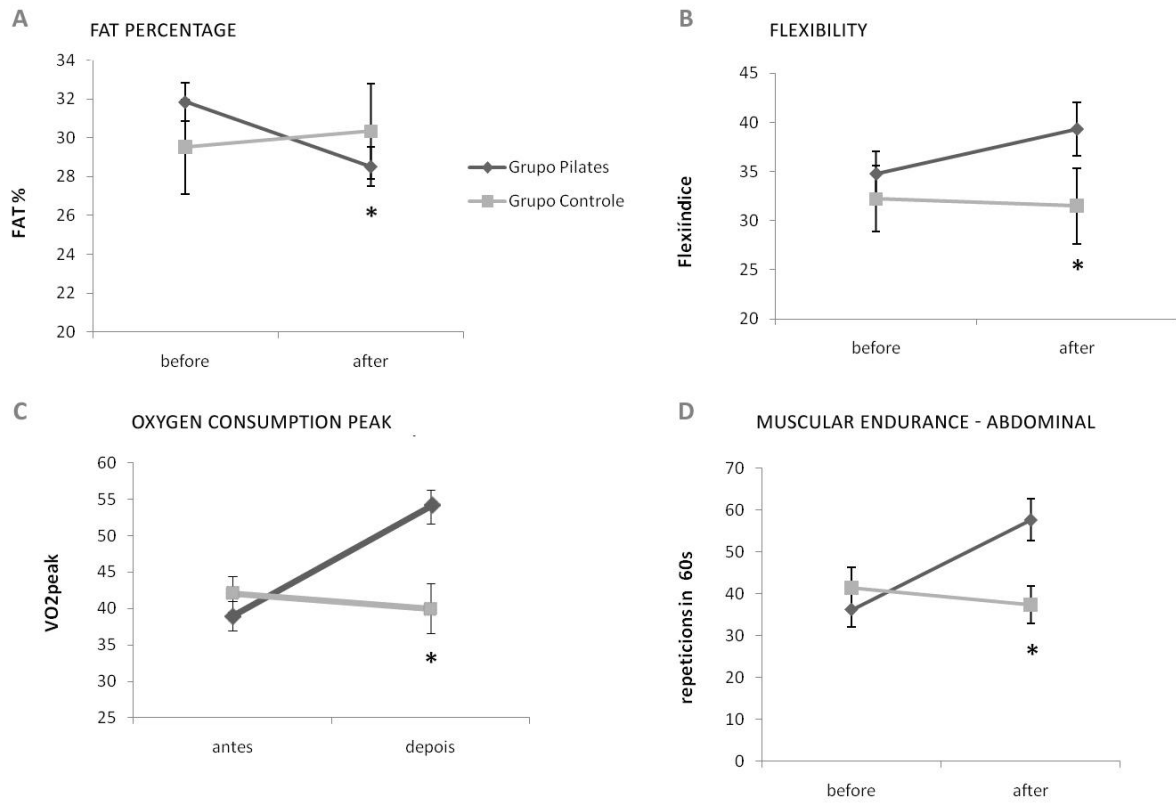 A
FAT PERCENTAGE
FAT %
34
32
30
28
26
24
22
20
before
after
*
Grupo Pilates
Grupo Controle
B
FLEXIBILITY
Flexiíndice
45
40
35
30
25
20
before
after
*
C
OXYGEN CONSUMPTION PEAK
VO2peak
60
55
50
45
40
35
30
25
antes
depois
*
D
MUSCULAR ENDURANCE - ABDOMINAL
repeticions in 60s
70
60
50
40
30
20
10
0
before
after
*